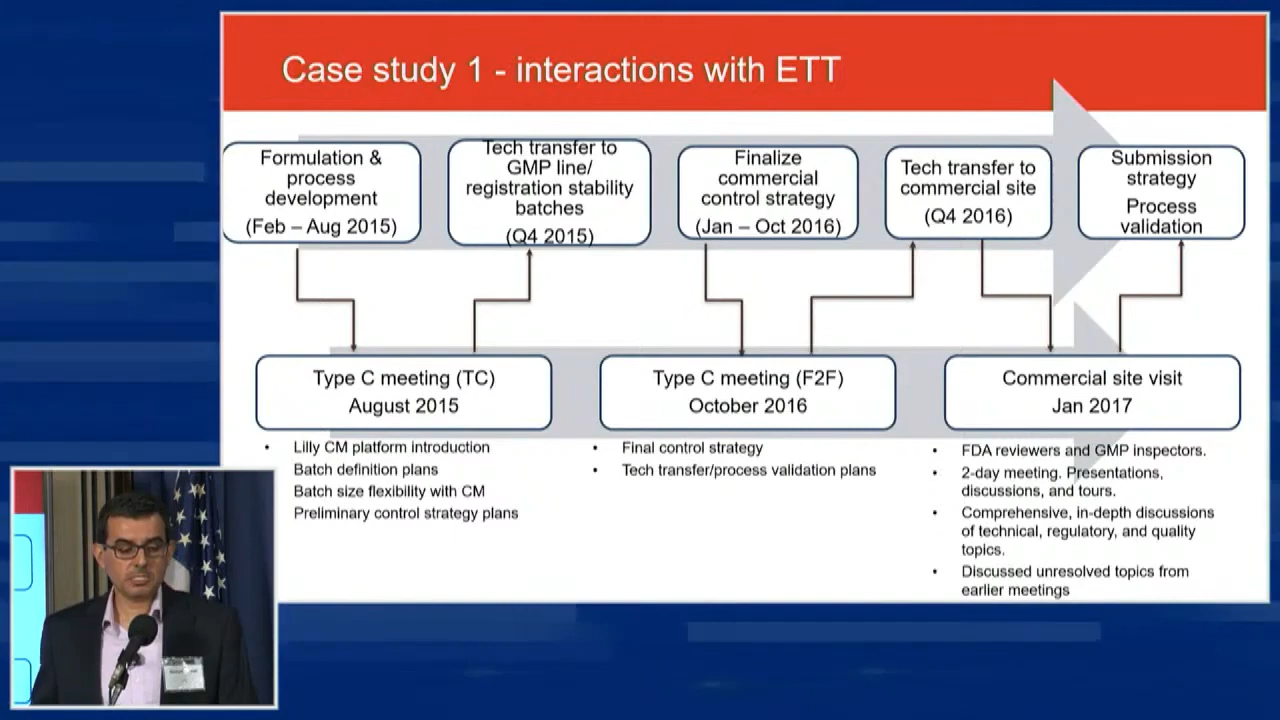 Case study 1 - interactions with ETT
Formulation &
process
development
(Feb – Aug 2015)
Tech transfer to
GMP line/
registration stability
batches
(Q4 2015)
Finalize
commercial
control strategy
(Jan – Oct 2016)
Tech transfer to
commercial site
(Q4 2016)
Submission
strategy
Process
validation
Type C meeting (TC)
August 2015
Type C meeting (F2F)
October 2016
Commercial site visit
Jan 2017
• Lilly CM platform introduction
Batch definition plans
Batch size flexibility with CM
Preliminary control strategy plans
• Final control strategy
• Tech transfer/process validation plans
• FDA reviewers and GMP inspectors.
• 2-day meeting. Presentations,
discussions, and tours.
• Comprehensive, in-depth discussions
of technical, regulatory, and quality
topics.
• Discussed unresolved topics from
earlier meetings